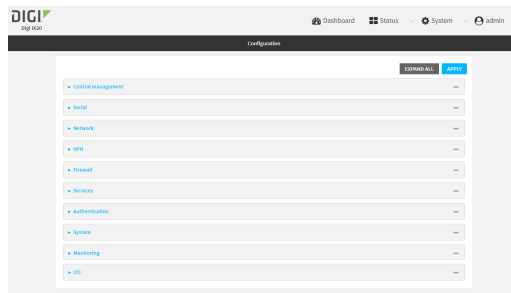 DIGI
Digi IX30
Dashboard Status System admin
Configuration
EXPAND ALL APPLY
Central management
Serial
Network
VPN
Firewall
Services
Authentication
System
Monitoring
I/O